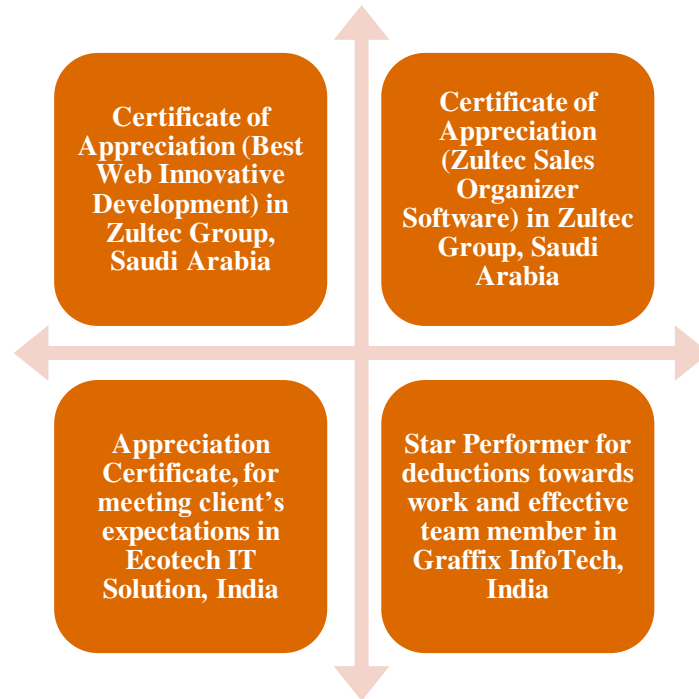 Certificate of
Appreciation (Best
Web Innovative
Development) in
Zultec Group,
Saudi Arabia
Certificate of
Appreciation
(Zultec Sales
Organizer
Software) in Zultec
Group, Saudi
Arabia
Appreciation
Certificate, for
meeting client’s
expectations in
Ecotech IT
Solution, India
Star Performer for
deductions towards
work and effective
team member in
Graffix InfoTech,
India